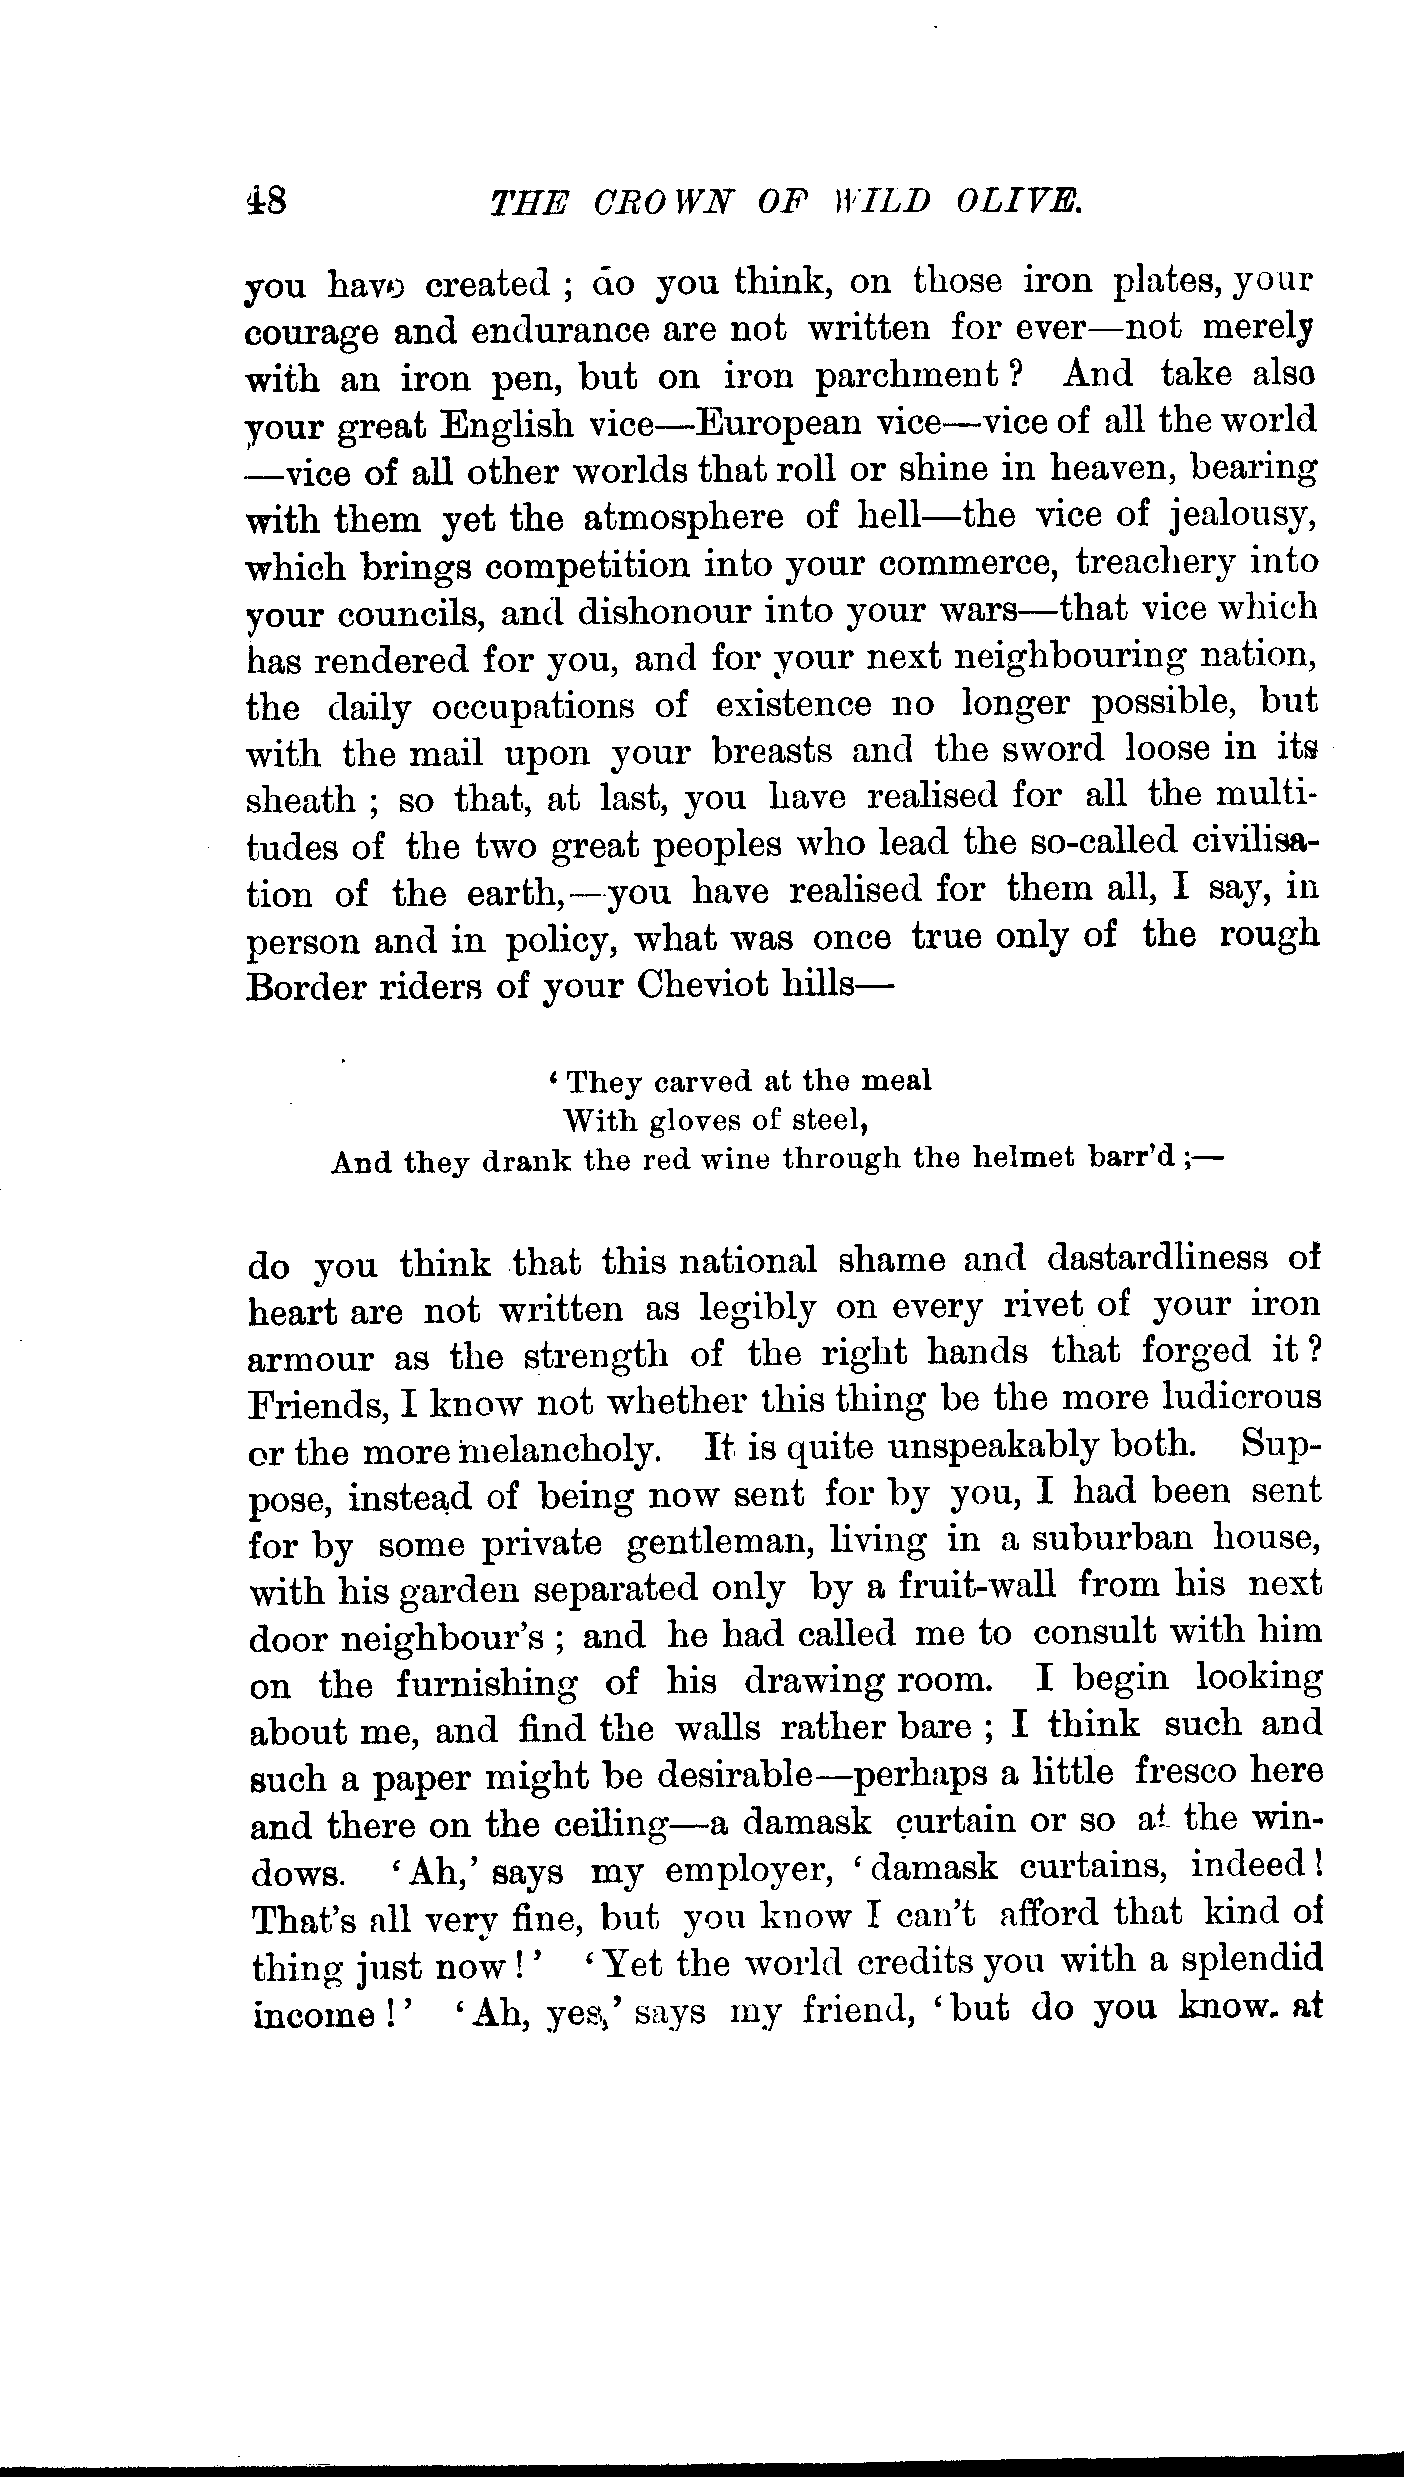 48 THE CROWN OF WILD OLIVE.
you have created ; do you think, on those iron plates, your
courage and endurance are not written for ever—not merely
with an iron pen, but on iron parchment ? And take also
your great English vice—European vice—vice of all the world
—vice of all other worlds that roll or shine in heaven, bearing
with them yet the atmosphere of hell—the vice of jealousy,
which brings competition into your commerce, treachery into
your councils, and dishonour into your wars—that vice which
has rendered for you, and for your next neighbouring nation,
the daily occupations of existence no longer possible, but
with the mail upon your breasts and the sword loose in its
sheath ; so that, at last, you have realised for all the multi-
tudes of the two great peoples who lead the so-called civilisa-
tion of the earth,—you have realised for them all, I say, in
person and in policy, what was once true only of the rough
Border riders of your Cheviot hills—
‘ They carved at the meal
With gloves of steel,
And they drank the red wine through the helmet barr’d ;—
do you think that this national shame and dastardliness of
heart are not written as legibly on every rivet of your iron
armour as the strength of the right hands that forged it ?
Friends, I know not whether this thing be the more ludicrous
or the more melancholy. It is quite unspeakably both. Sup-
pose, instead of being now sent for by you, I had been sent
for by some private gentleman, living in a suburban house,
with his garden separated only by a fruit-wall from his next
door neighbour’s ; and he had called me to consult with him
on the furnishing of his drawing room. I begin looking
about me, and find the walls rather bare ; I think such and
such a paper might be desirable—perhaps a little fresco here
and there on the ceiling—a damask curtain or so at the win-
dows. ‘ Ah,’ says my employer, ‘ damask curtains, indeed !
That’s all very fine, but you know I can’t afford that kind of
thing just now ! ’ ‘ Yet the world credits you with a splendid
income ! ’ ‘ Ah, yes,’ says my friend, ‘ but do you know, at